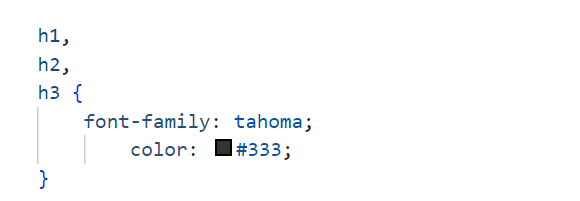 h1,
h2,
h3 {
font-family: tahoma;
color: #333;
}